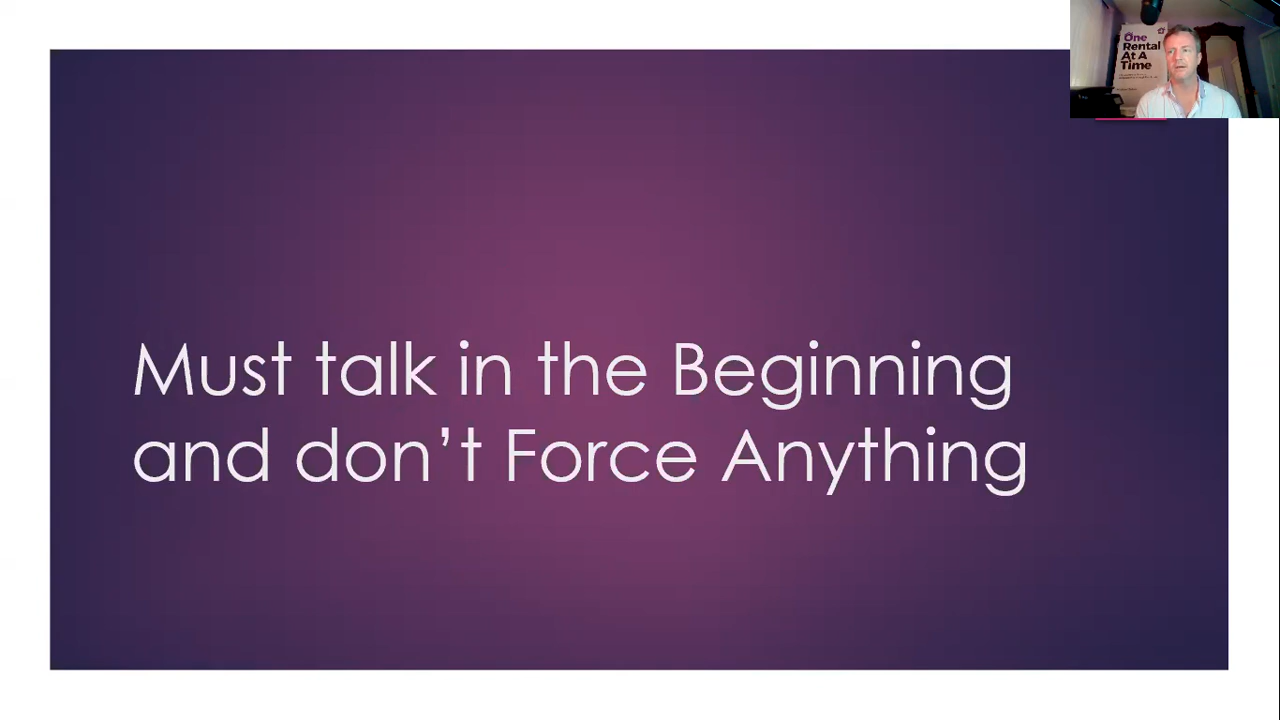 One
Rental
At A
Time
Must talk in the Beginning
and don’t Force Anything